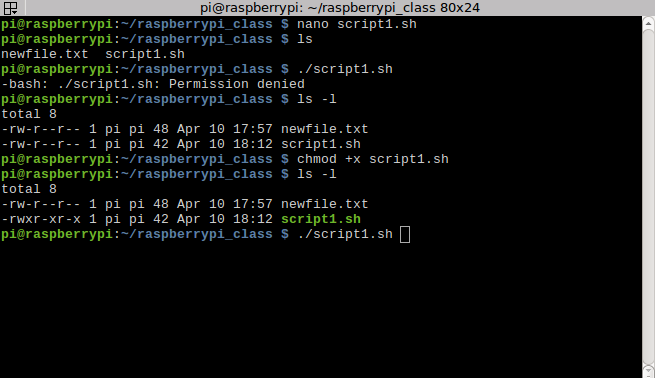 pi@raspberrypi: ~/raspberrypi_class 80x24
pi@raspberrypi:~/raspberrypi_class $ nano script1.sh
pi@raspberrypi:~/raspberrypi_class $ ls
newfile.txt  script1.sh
pi@raspberrypi:~/raspberrypi_class $ ./script1.sh
-bash: ./script1.sh: Permission denied
pi@raspberrypi:~/raspberrypi_class $ ls -l
total 8
-rw-r--r-- 1 pi pi 48 Apr 10 17:57 newfile.txt
-rw-r--r-- 1 pi pi 42 Apr 10 18:12 script1.sh
pi@raspberrypi:~/raspberrypi_class $ chmod +x script1.sh
pi@raspberrypi:~/raspberrypi_class $ ls -l
total 8
-rw-r--r-- 1 pi pi 48 Apr 10 17:57 newfile.txt
-rwxr-xr-x 1 pi pi 42 Apr 10 18:12 script1.sh
pi@raspberrypi:~/raspberrypi_class $ ./script1.sh